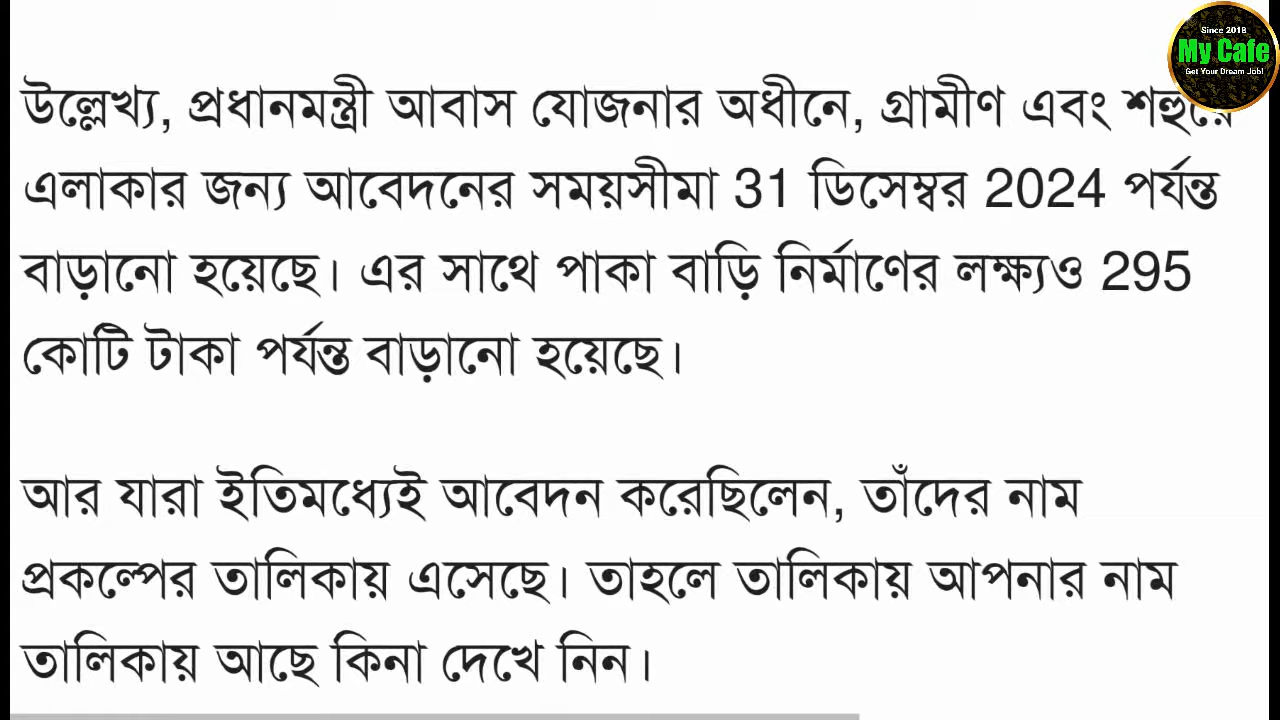 Since 2018
My Cafe
Get Your Dream Job!
উল্লেখ্য, প্রধানমন্ত্রী আবাস যোজনার অধীনে, গ্রামীণ এবং শহুরে
এলাকার জন্য আবেদনের সময়সীমা 31 ডিসেম্বর 2024 পর্যন্ত
বাড়ানো হয়েছে। এর সাথে পাকা বাড়ি নির্মাণের লক্ষ্যও 295
কোটি টাকা পর্যন্ত বাড়ানো হয়েছে।
আর যারা ইতিমধ্যেই আবেদন করেছিলেন, তাঁদের নাম
প্রকল্পের তালিকায় এসেছে। তাহলে তালিকায় আপনার নাম
তালিকায় আছে কিনা দেখে নিন।